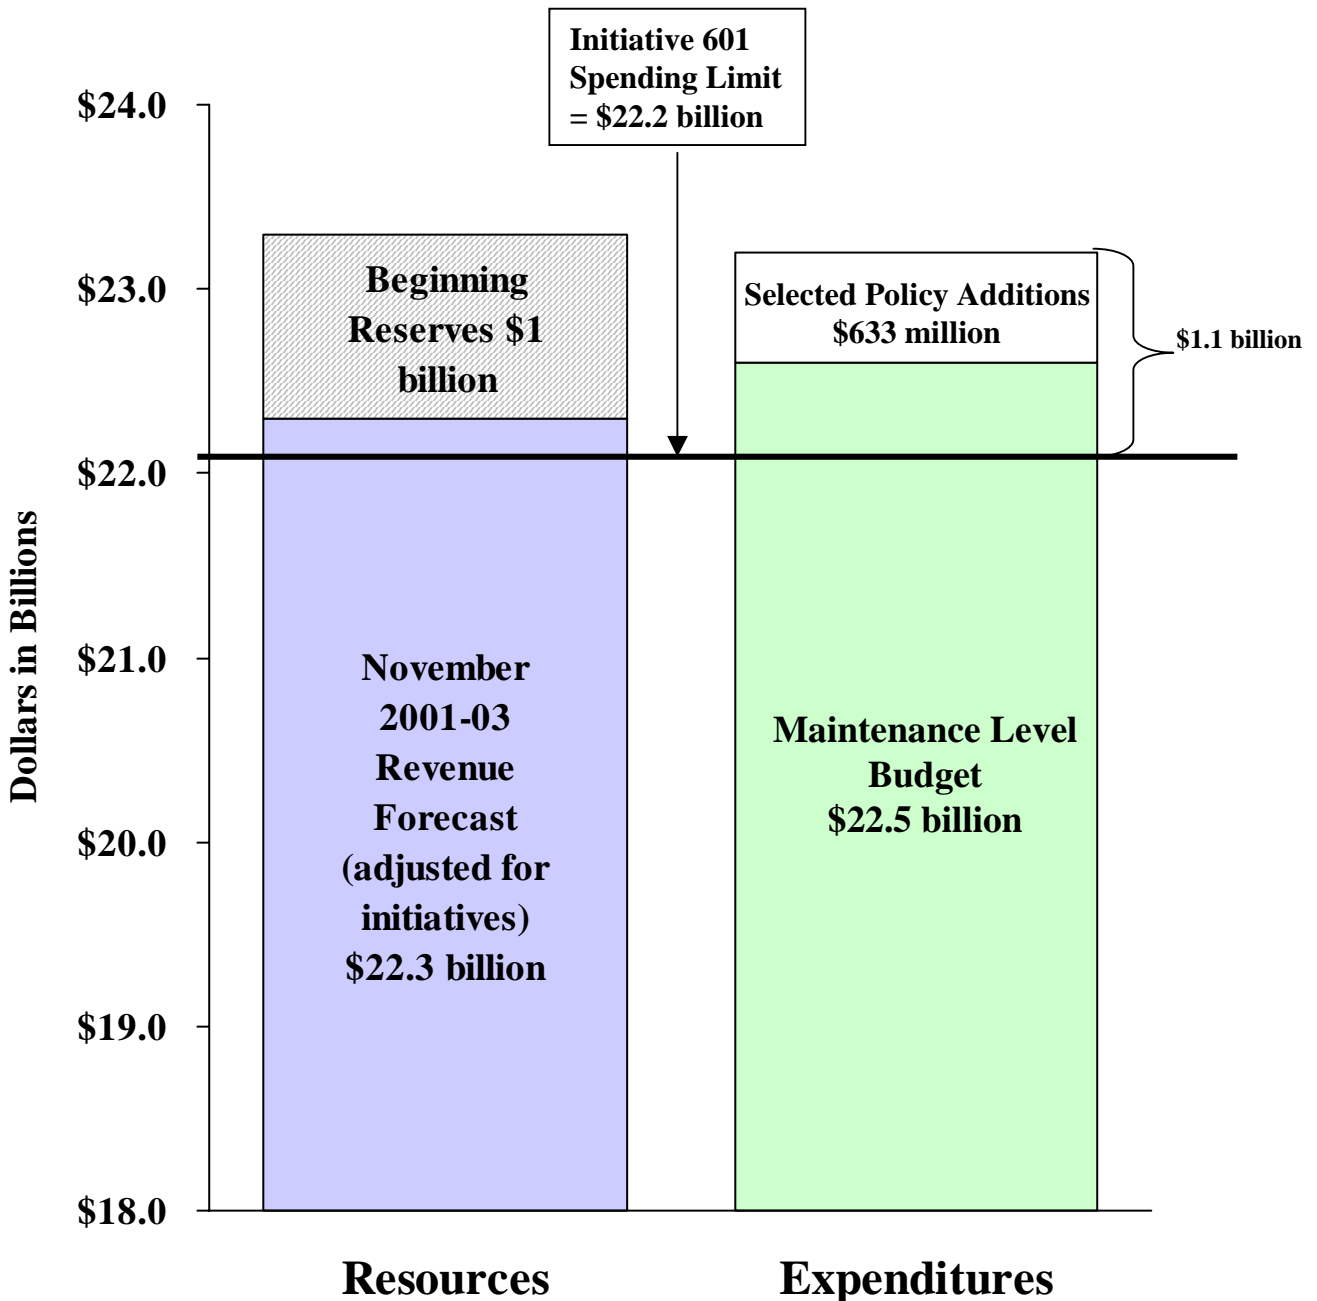 Initiative 601
Spending Limit
= $22.2 billion
$24.0
$23.0
$22.0
$21.0
$20.0
$19.0
$18.0
Dollars in Billions
Beginning
Reserves $1
billion
November
2001-03
Revenue
Forecast
(adjusted for
initiatives)
$22.3 billion
Selected Policy Additions
$633 million
$1.1 billion
Maintenance Level
Budget
$22.5 billion
Resources
Expenditures